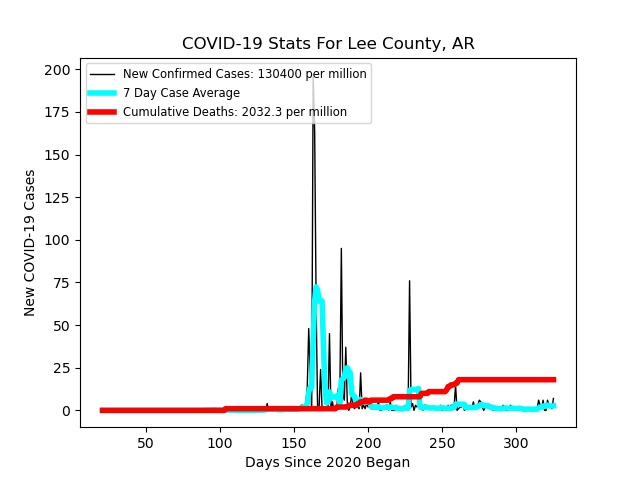 COVID-19 Stats For Lee County, AR
New Confirmed Cases: 130400 per million
7 Day Case Average
Cumulative Deaths: 2032.3 per million
200
175
150
125
100
75
50
25
0
New COVID-19 Cases
50 100 150 200 250 300
Days Since 2020 Began